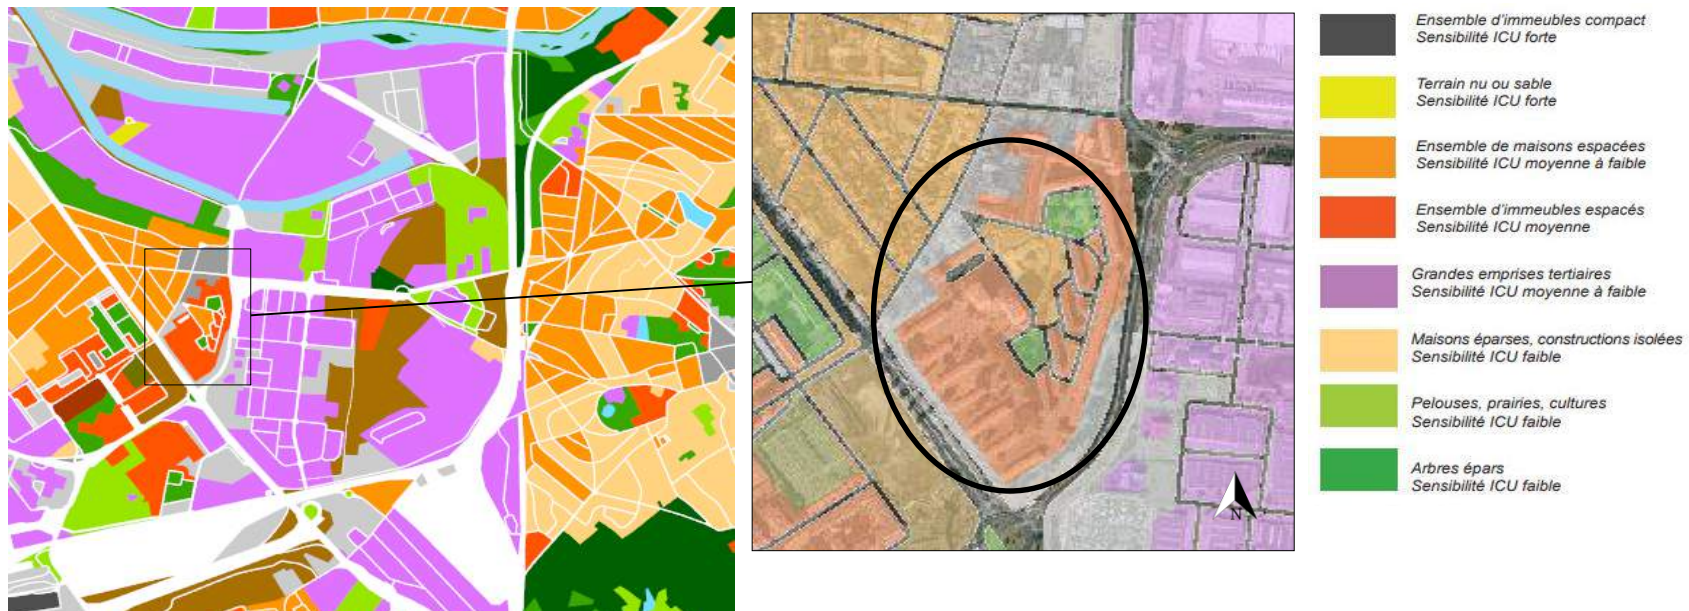 Ensemble d'immeubles compact
Sensibilité ICU forte
Terrain nu ou sable
Sensibilité ICU forte
Ensemble de maisons espacées
Sensibilité ICU moyenne à faible
Ensemble d'immeubles espacés
Sensibilité ICU moyenne
Grandes emprises tertiaires
Sensibilité ICU moyenne à faible
Maisons éparses, constructions isolées
Sensibilité ICU faible
Pelouses, prairies, cultures
Sensibilité ICU faible
Arbres épars
Sensibilité ICU faible
N